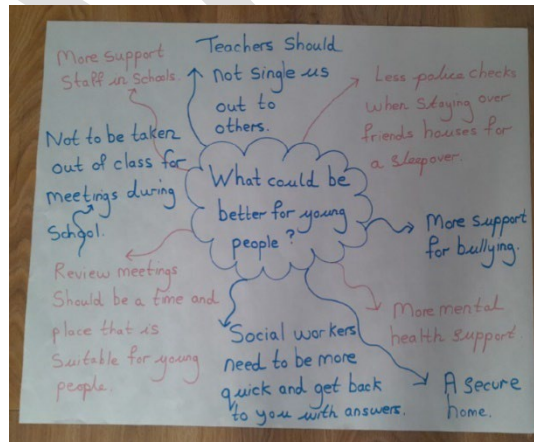 What could be
better for young
people?
Teachers Should
not single us
out to
others.
Less police checks
when staying over
friends houses for
a sleepover.
More support
for bullying.
More mental
health support.
A secure
home.
Social workers
need to be more
quick and get back
to you with answers.
Review meetings
Should be a time and
place that is
Suitable for young
people.
Not to be taken
out of class for
meetings during
School.
More support
Staff in Schools.